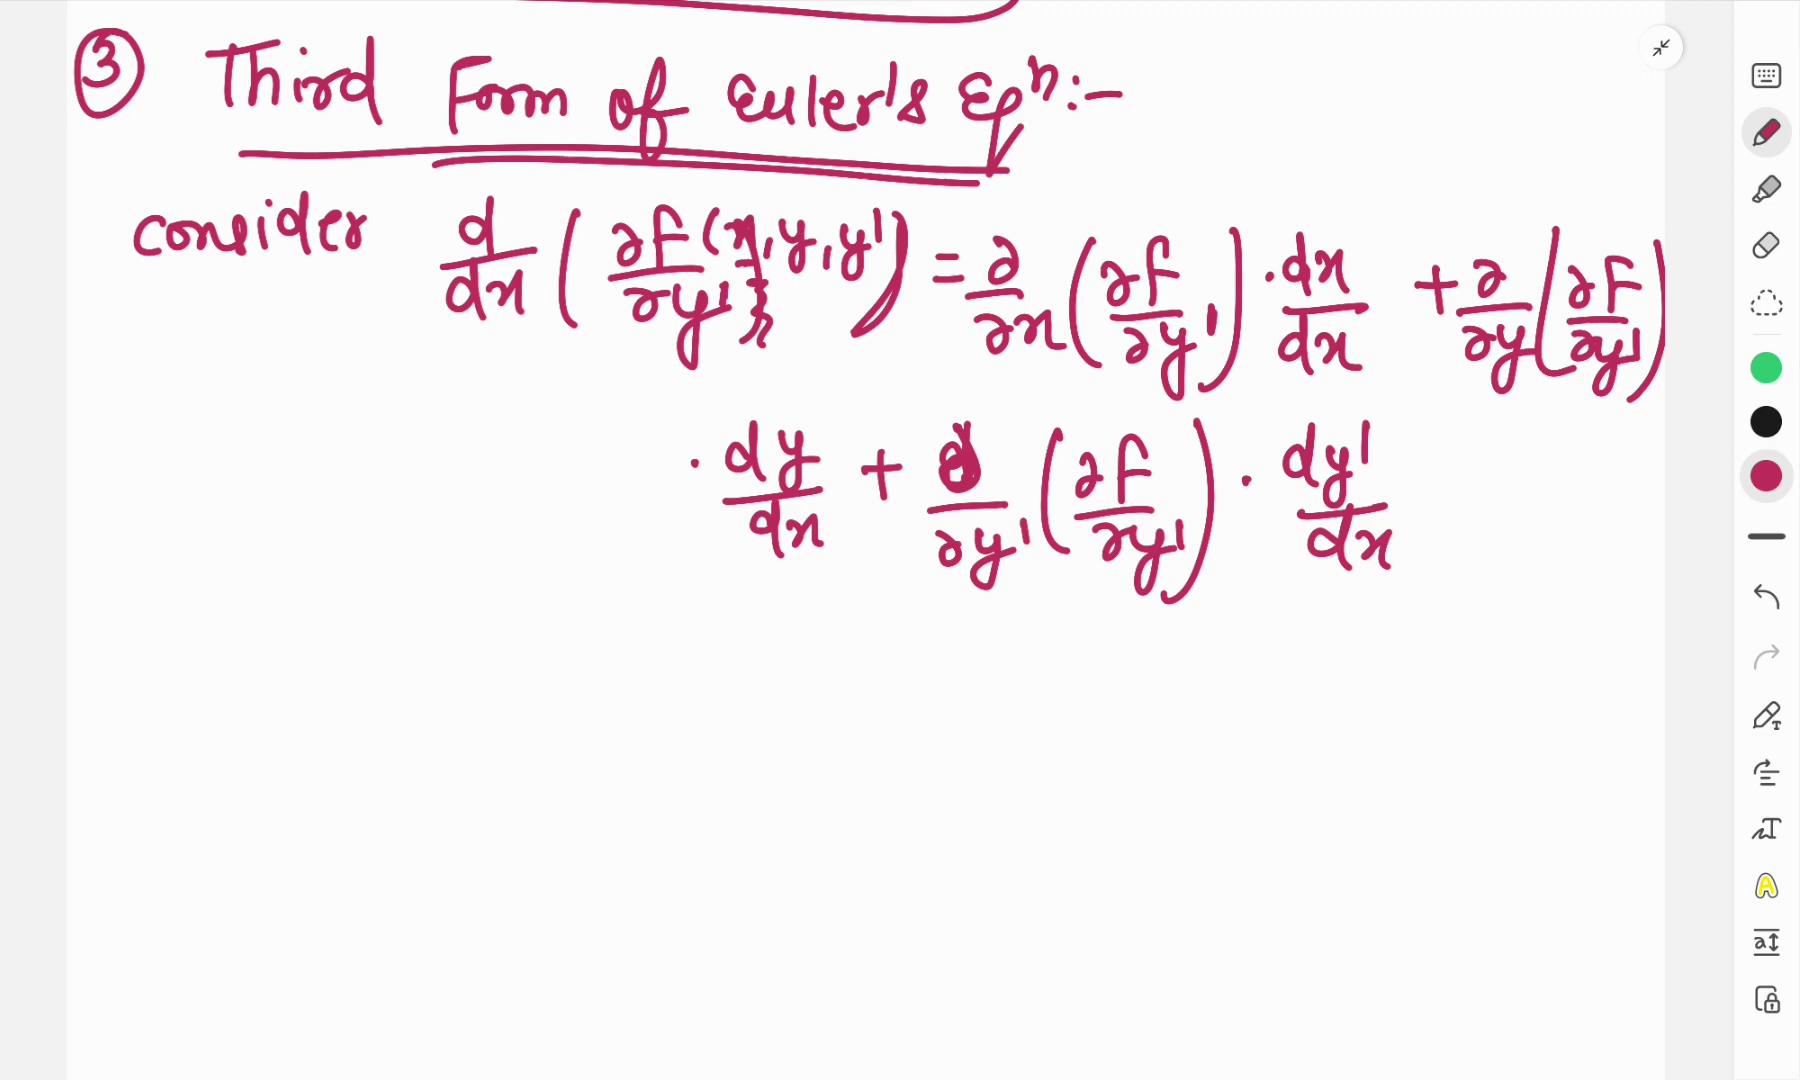 ③ Third Form of Euler's Eqⁿ:-
consider d/dx (∂F(x,y,y')/∂y') = ∂/∂x (∂F/∂y') · dx/dx + ∂/∂y (∂F/∂y')
· dy/dx + ∂/∂y' (∂F/∂y') · dy'/dx